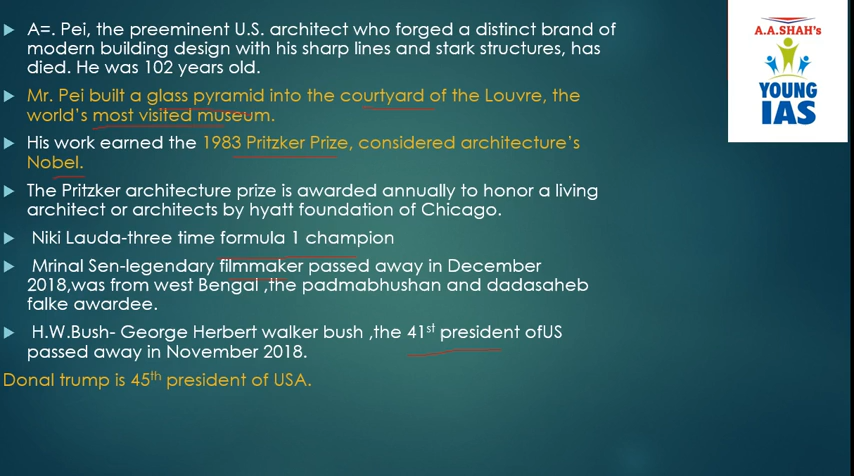 A=. Pei, the preeminent U.S. architect who forged a distinct brand of
modern building design with his sharp lines and stark structures, has
died. He was 102 years old.
Mr. Pei built a glass pyramid into the courtyard of the Louvre, the
world's most visited museum.
His work earned the 1983 Pritzker Prize, considered architecture's
Nobel.
The Pritzker architecture prize is awarded annually to honor a living
architect or architects by hyatt foundation of Chicago.
Niki Lauda-three time formula 1 champion
Mrinal Sen-legendary filmmaker passed away in December
2018,was from west Bengal ,the padmabhushan and dadasaheb
falke awardee.
H.W.Bush- George Herbert walker bush ,the 41st president ofUS
passed away in November 2018.
Donal trump is 45th president of USA.
A.A.SHAH's
YOUNG
IAS